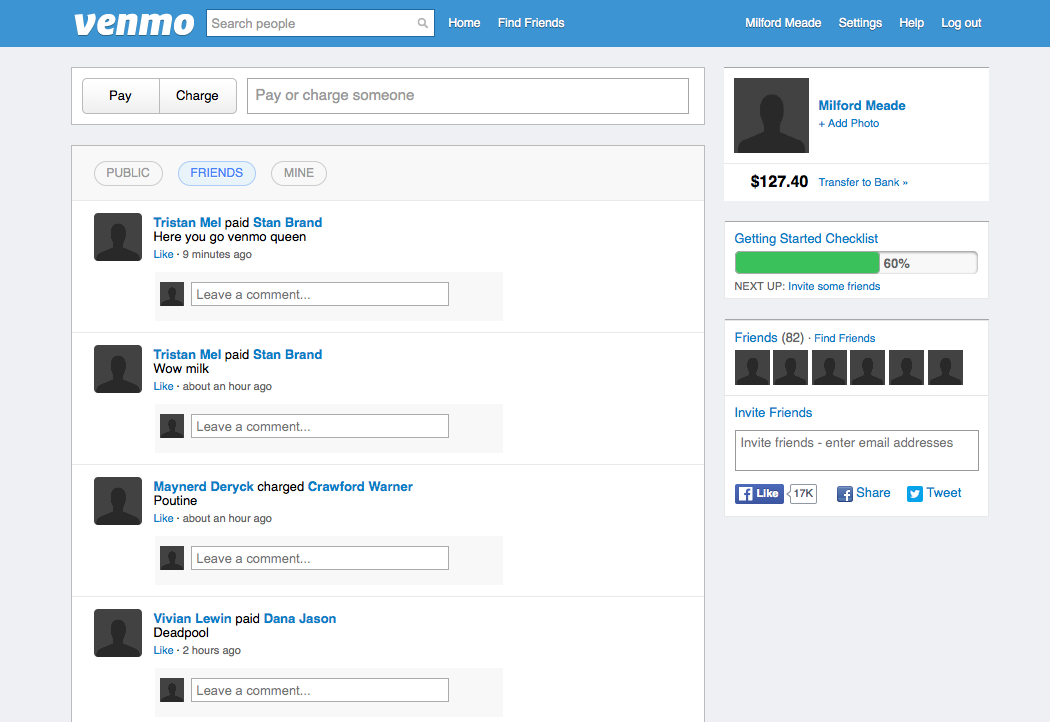 venmo
Search people
Home Find Friends
Milford Meade Settings Help Log out
Pay Charge Pay or charge someone
PUBLIC FRIENDS MINE
Tristan Mel paid Stan Brand
Here you go venmo queen
Like · 9 minutes ago
Leave a comment...
Tristan Mel paid Stan Brand
Wow milk
Like · about an hour ago
Leave a comment...
Maynerd Deryck charged Crawford Warner
Poutine
Like · about an hour ago
Leave a comment...
Vivian Lewin paid Dana Jason
Deadpool
Like · 2 hours ago
Leave a comment...
Milford Meade
+ Add Photo
$127.40 Transfer to Bank »
Getting Started Checklist
60%
NEXT UP: Invite some friends
Friends (82) · Find Friends
Invite Friends
Invite friends - enter email addresses
f Like 17K f Share Tweet